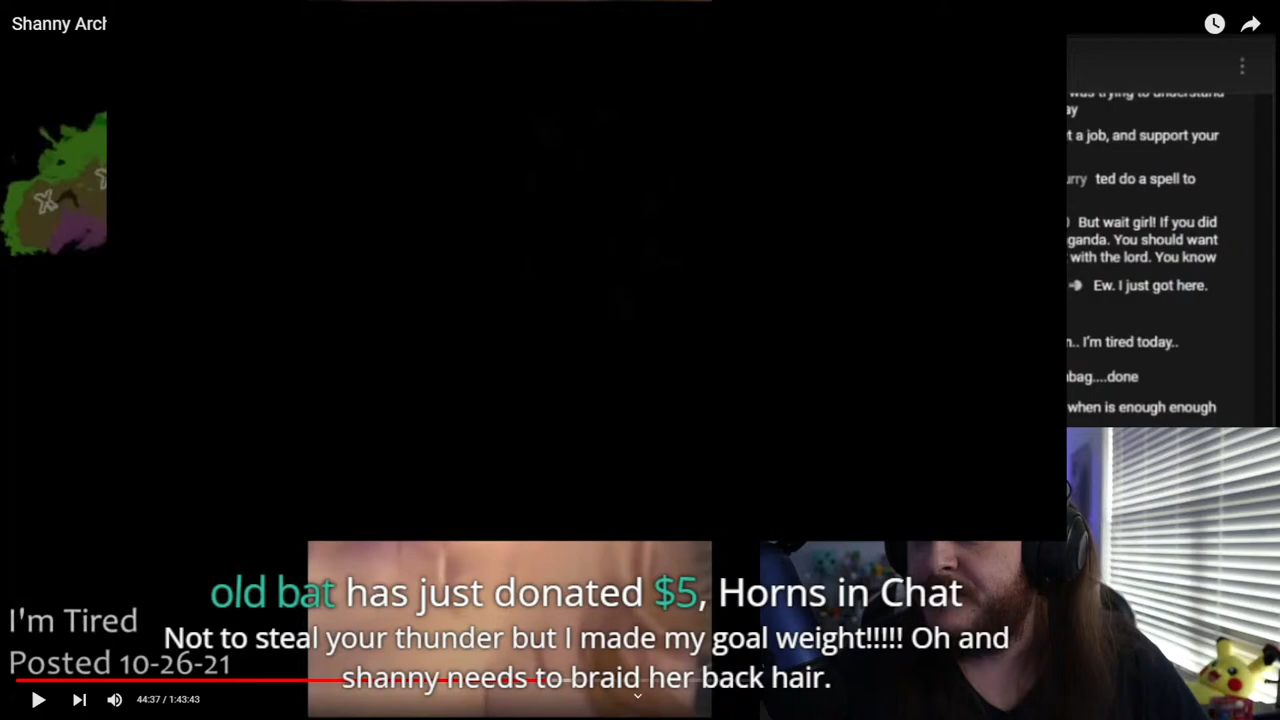 Shanny Arch
was trying to understand
ay
t a job, and support your
urry ted do a spell to
) But wait girl! If you did
ganda. You should want
with the lord. You know
Ew. I just got here.
n.. I'm tired today..
bag....done
when is enough enough
old bat has just donated $5, Horns in Chat
Not to steal your thunder but I made my goal weight!!!!! Oh and
shanny needs to braid her back hair.
I'm Tired
Posted 10-26-21
44:37 / 1:43:43